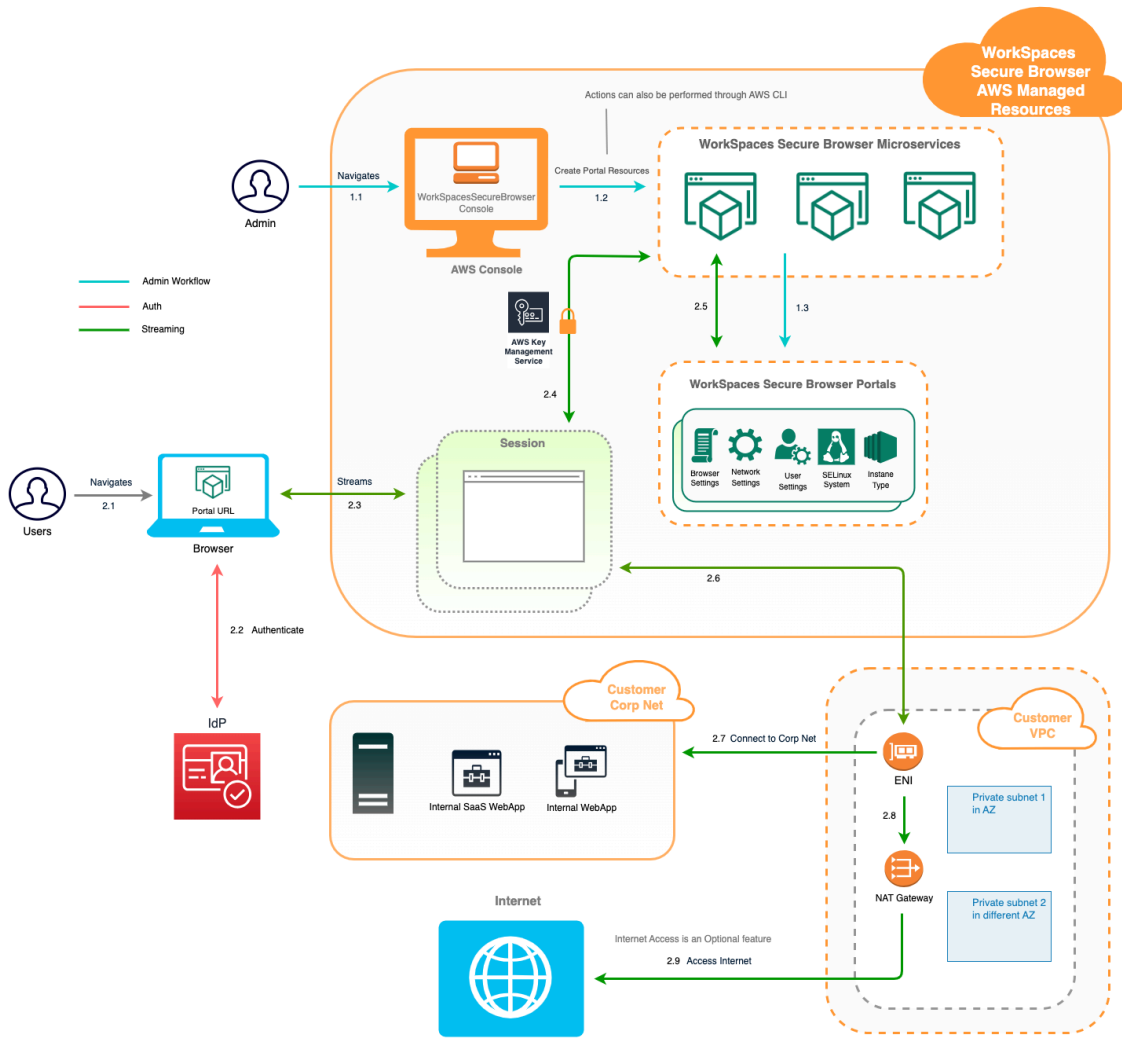 WorkSpaces
Secure Browser
AWS Managed
Resources
Actions can also be performed through AWS CLI
WorkSpaces Secure Browser Microservices
Navigates
1.1
Admin
WorkSpacesSecureBrowser
Console
AWS Console
Create Portal Resources
1.2
Admin Workflow
Auth
Streaming
AWS Key
Management
Service
2.4
2.5
1.3
WorkSpaces Secure Browser Portals
Browser
Settings
Network
Settings
User
Settings
SELinux
System
Instane
Type
Session
Navigates
2.1
Users
Portal URL
Browser
Streams
2.3
2.6
2.2 Authenticate
IdP
Customer
Corp Net
Internal SaaS WebApp
Internal WebApp
2.7 Connect to Corp Net
Customer
VPC
ENI
2.8
Private subnet 1
in AZ
NAT Gateway
Private subnet 2
in different AZ
Internet
Internet Access is an Optional feature
2.9 Access Internet